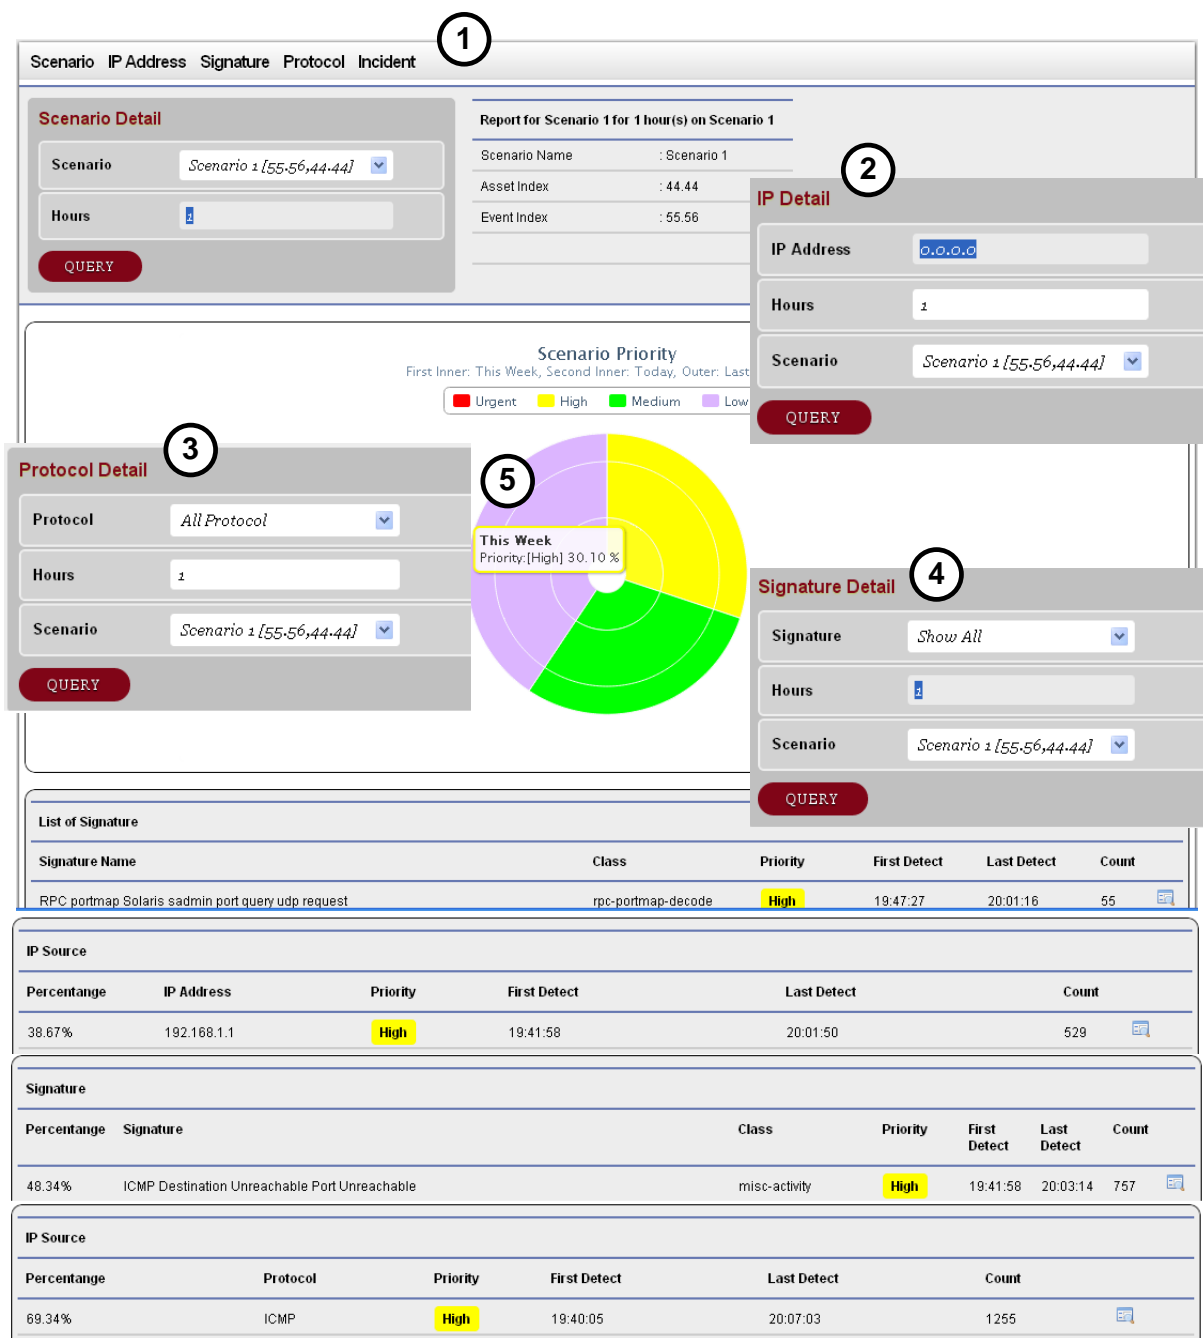 1
Scenario IP Address Signature Protocol Incident
Scenario Detail
Scenario Scenario 1 [55.56,44.44]
Hours 1
QUERY
Report for Scenario 1 for 1 hour(s) on Scenario 1
Scenario Name : Scenario 1
Asset Index : 44.44
Event Index : 55.56
2
IP Detail
IP Address 0.0.0.0
Hours 1
Scenario Scenario 1 [55.56,44.44]
QUERY
Scenario Priority
First Inner: This Week, Second Inner: Today, Outer: Last
Urgent High Medium Low
3
Protocol Detail
Protocol All Protocol
Hours 1
Scenario Scenario 1 [55.56,44.44]
QUERY
5
This Week
Priority:[High] 30.10 %
4
Signature Detail
Signature Show All
Hours 1
Scenario Scenario 1 [55.56,44.44]
QUERY
List of Signature
Signature Name Class Priority First Detect Last Detect Count
RPC portmap Solaris sadmin port query udp request rpc-portmap-decode High 19:47:27 20:01:16 55
IP Source
Percentange IP Address Priority First Detect Last Detect Count
38.67% 192.168.1.1 High 19:41:58 20:01:50 529
Signature
Percentange Signature Class Priority First Detect Last Detect Count
48.34% ICMP Destination Unreachable Port Unreachable misc-activity High 19:41:58 20:03:14 757
IP Source
Percentange Protocol Priority First Detect Last Detect Count
69.34% ICMP High 19:40:05 20:07:03 1255